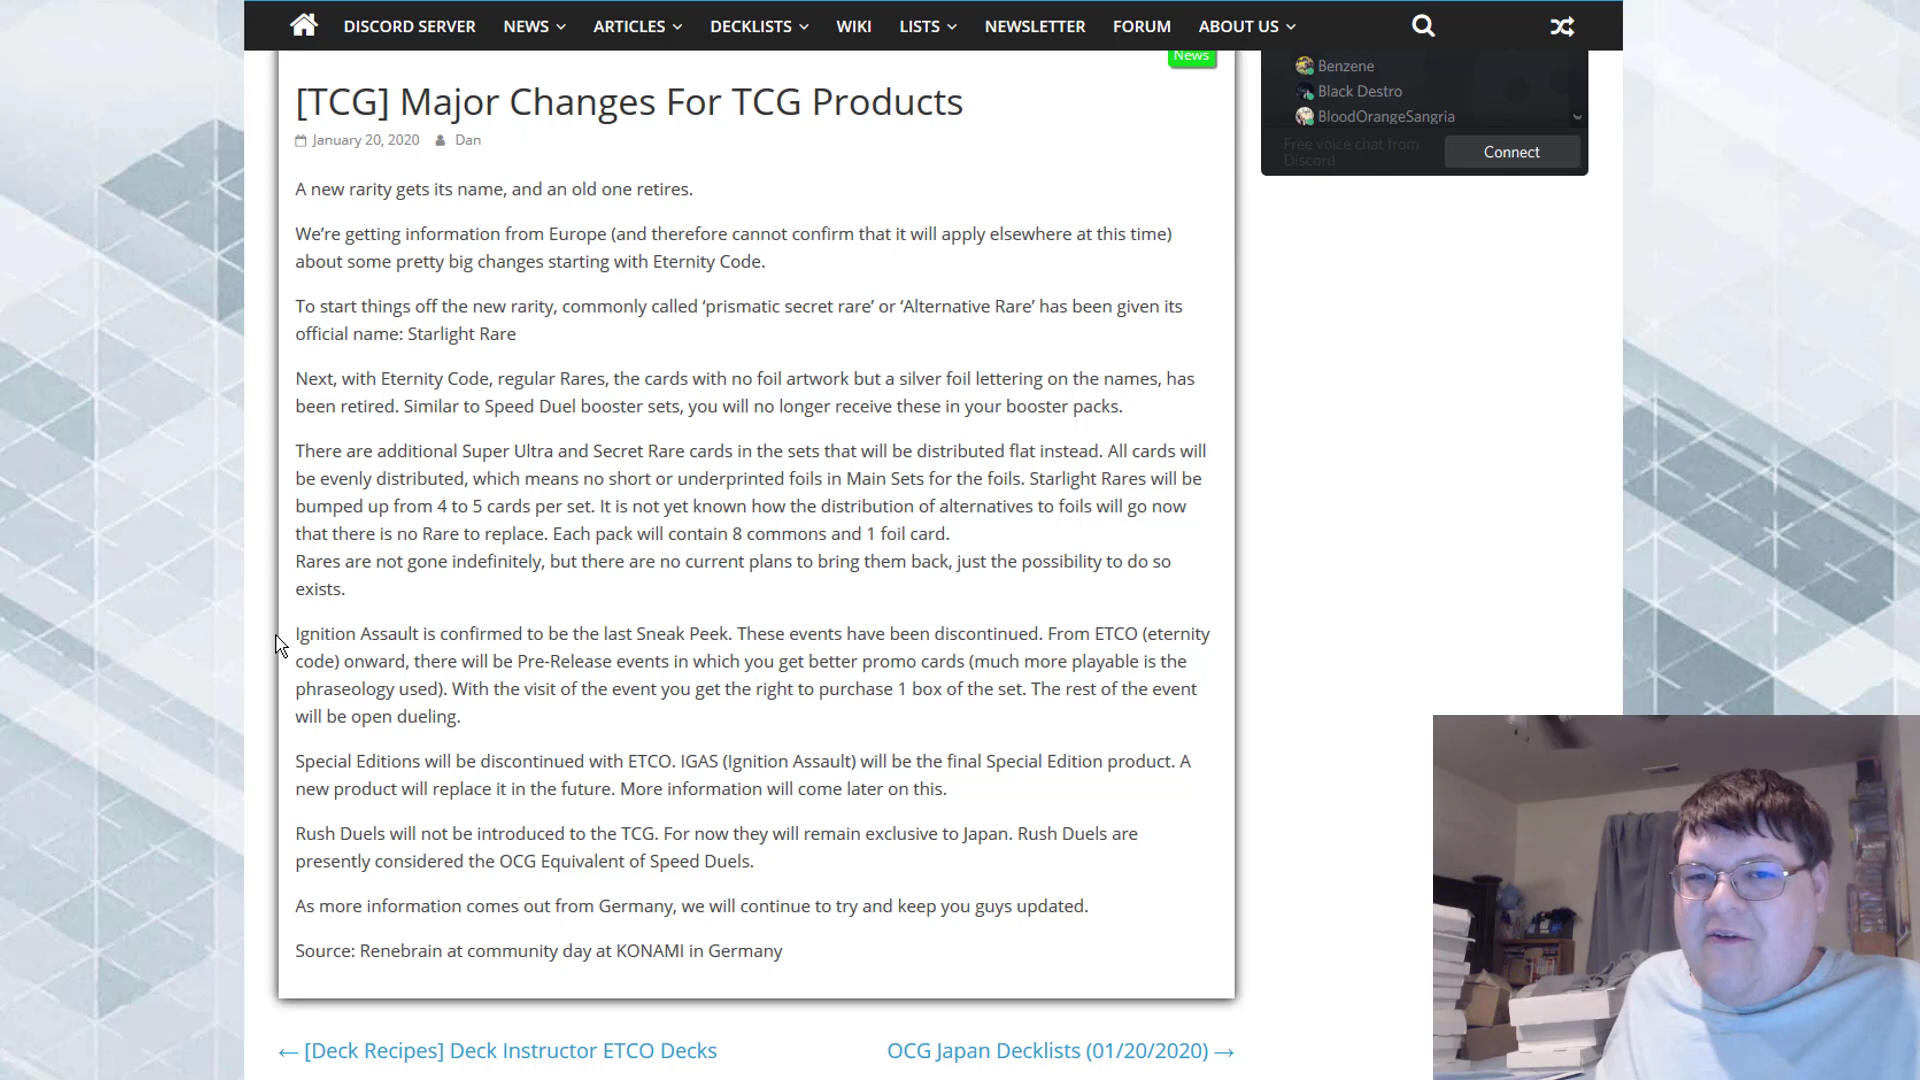 DISCORD SERVER NEWS ARTICLES DECKLISTS WIKI LISTS NEWSLETTER FORUM ABOUT US
News
[TCG] Major Changes For TCG Products
January 20, 2020 Dan
A new rarity gets its name, and an old one retires.
We’re getting information from Europe (and therefore cannot confirm that it will apply elsewhere at this time)
about some pretty big changes starting with Eternity Code.
To start things off the new rarity, commonly called ‘prismatic secret rare’ or ‘Alternative Rare’ has been given its
official name: Starlight Rare
Next, with Eternity Code, regular Rares, the cards with no foil artwork but a silver foil lettering on the names, has
been retired. Similar to Speed Duel booster sets, you will no longer receive these in your booster packs.
There are additional Super Ultra and Secret Rare cards in the sets that will be distributed flat instead. All cards will
be evenly distributed, which means no short or underprinted foils in Main Sets for the foils. Starlight Rares will be
bumped up from 4 to 5 cards per set. It is not yet known how the distribution of alternatives to foils will go now
that there is no Rare to replace. Each pack will contain 8 commons and 1 foil card.
Rares are not gone indefinitely, but there are no current plans to bring them back, just the possibility to do so
exists.
Ignition Assault is confirmed to be the last Sneak Peek. These events have been discontinued. From ETCO (eternity
code) onward, there will be Pre-Release events in which you get better promo cards (much more playable is the
phraseology used). With the visit of the event you get the right to purchase 1 box of the set. The rest of the event
will be open dueling.
Special Editions will be discontinued with ETCO. IGAS (Ignition Assault) will be the final Special Edition product. A
new product will replace it in the future. More information will come later on this.
Rush Duels will not be introduced to the TCG. For now they will remain exclusive to Japan. Rush Duels are
presently considered the OCG Equivalent of Speed Duels.
As more information comes out from Germany, we will continue to try and keep you guys updated.
Source: Renebrain at community day at KONAMI in Germany
← [Deck Recipes] Deck Instructor ETCO Decks
OCG Japan Decklists (01/20/2020) →
Benzene
Black Destro
BloodOrangeSangria
Free voice chat from
Discord
Connect